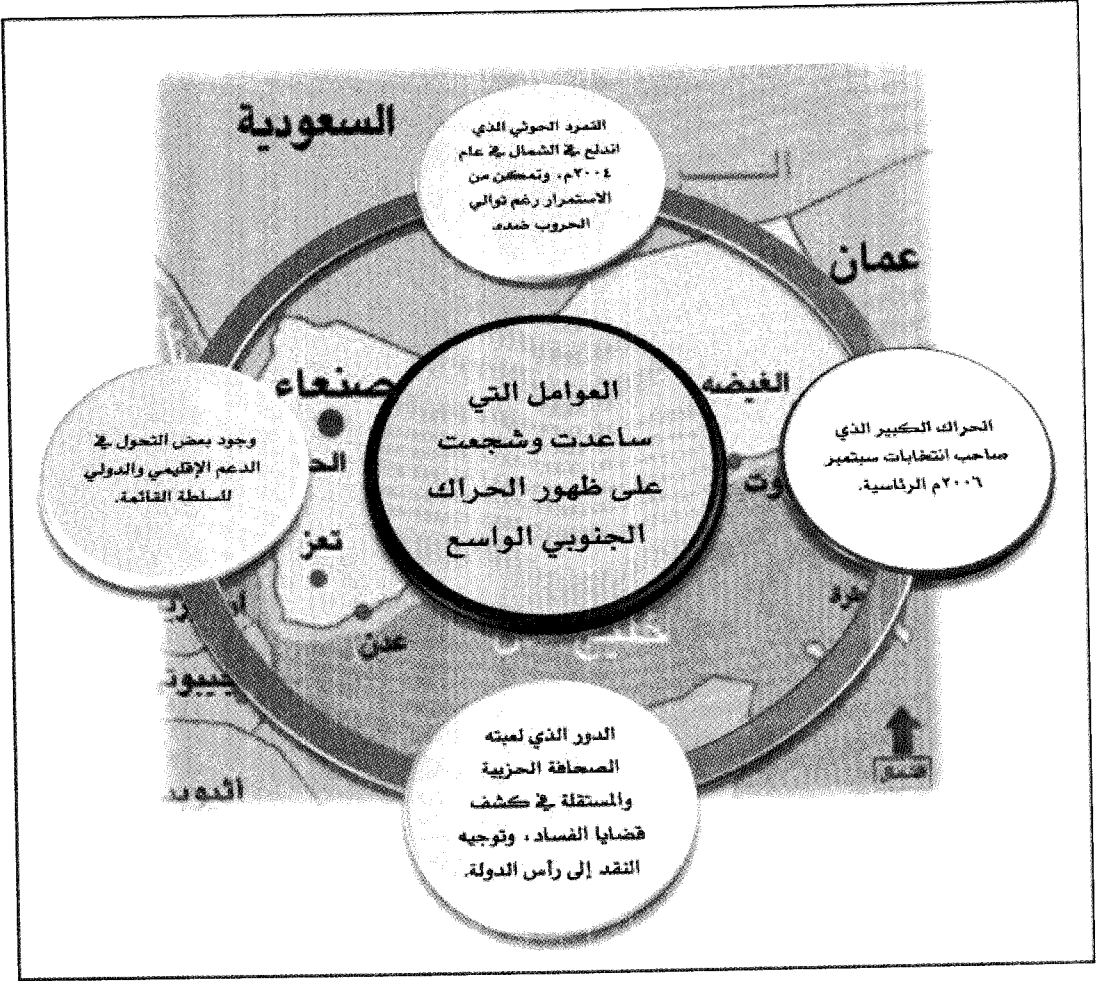 السعودية
التمرد الحوثي الذي
اندلع في الشمال في عام
٢٠٠٤م، وتمكن من
الاستمرار رغم توالي
الحروب ضده.
عمان
صنعاء
الغيضه
العوامل التي
ساعدت وشجعت
على ظهور الحراك
الجنوبي الواسع
الحراك الكبير الذي
صاحب انتخابات سبتمبر
٢٠٠٦م الرئاسية.
وجود بعض التحول في
الدعم الإقليمي والدولي
للسلطة القائمة.
تعز
عدن
خليج
الدور الذي لعبته
الصحافة الحزبية
والمستقلة في كشف
قضايا الفساد، وتوجيه
النقد إلى رأس الدولة.
الشمال